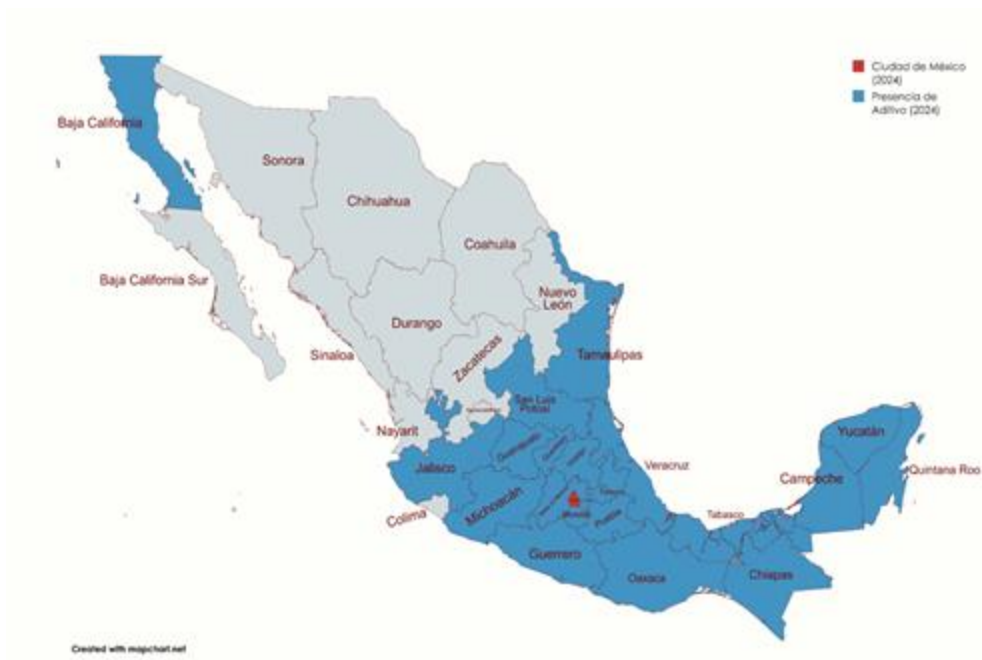 Ciudad de México
(2024)
Presencia de
Aditivo (2024)
Baja California
Sonora
Chihuahua
Coahuila
Baja California Sur
Nuevo
León
Durango
Zacatecas
Sinaloa
Tamaulipas
San Luis
Potosí
Nayarit
Guanajuato
Yucatán
Jalisco
Veracruz
Quintana Roo
Campeche
Michoacán
Colima
Tabasco
Puebla
Guerrero
Oaxaca
Chiapas
Created with mapchart.net